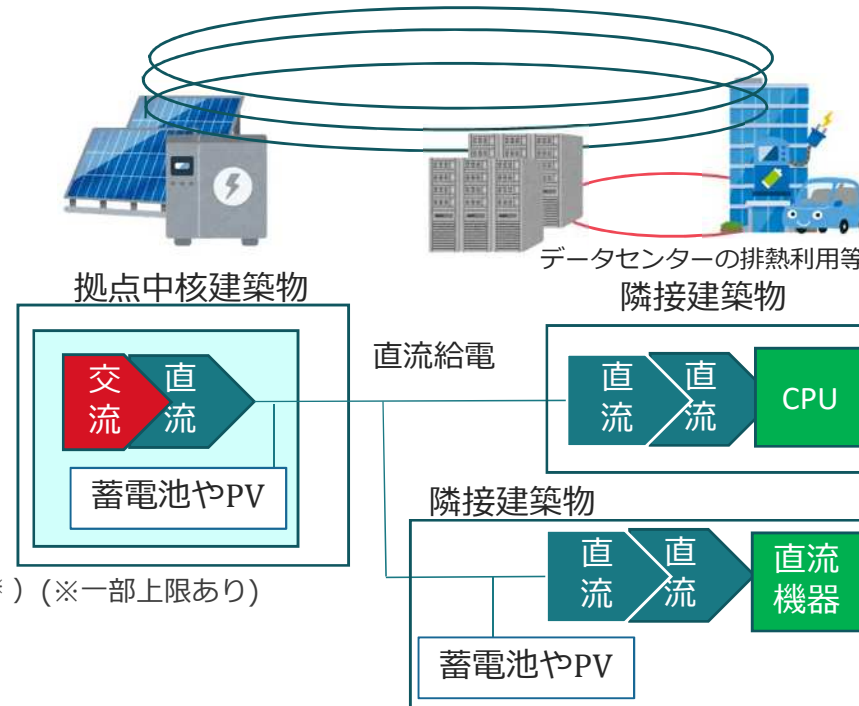 データセンターの排熱利用等
拠点中核建築物
隣接建築物
直流給電
交
流
直
流
蓄電池やPV
直
流
直
流
CPU
隣接建築物
直
流
直
流
直流
機器
蓄電池やPV
）(※一部上限あり)